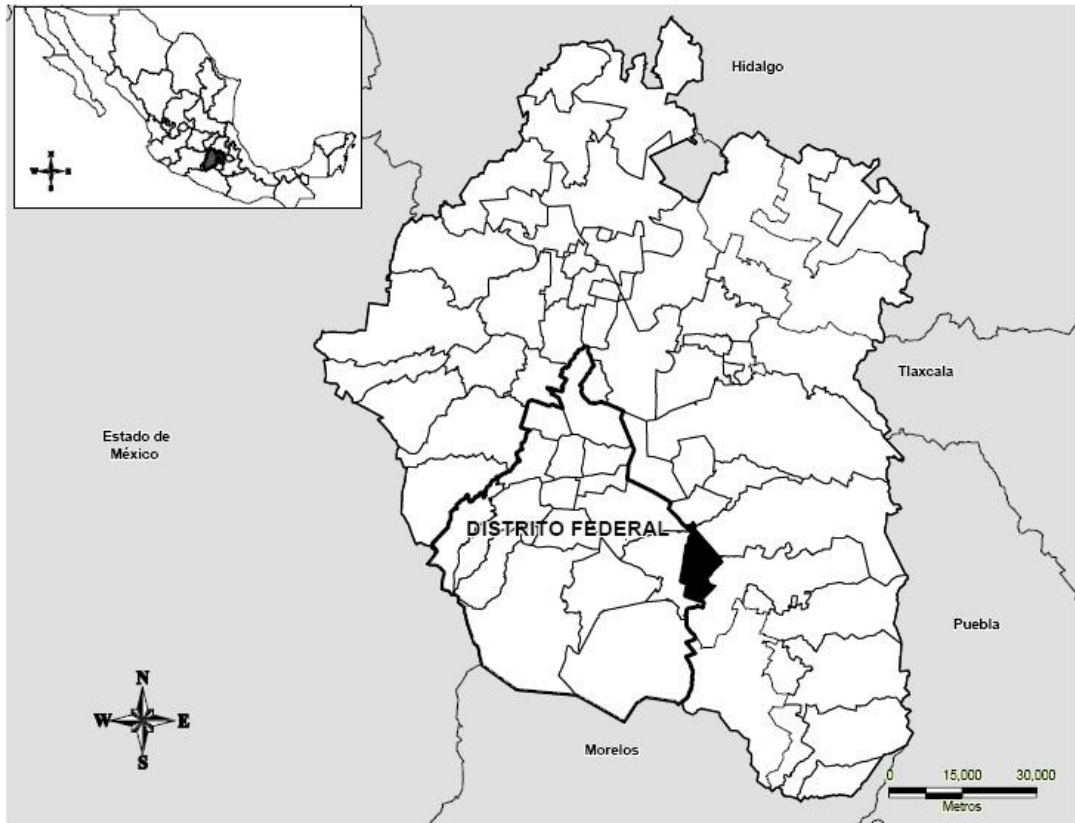 N
W E
S
Hidalgo
Tlaxcala
Estado de
México
DISTRITO FEDERAL
Puebla
N
W E
S
Morelos
0 15,000 30,000
Metros